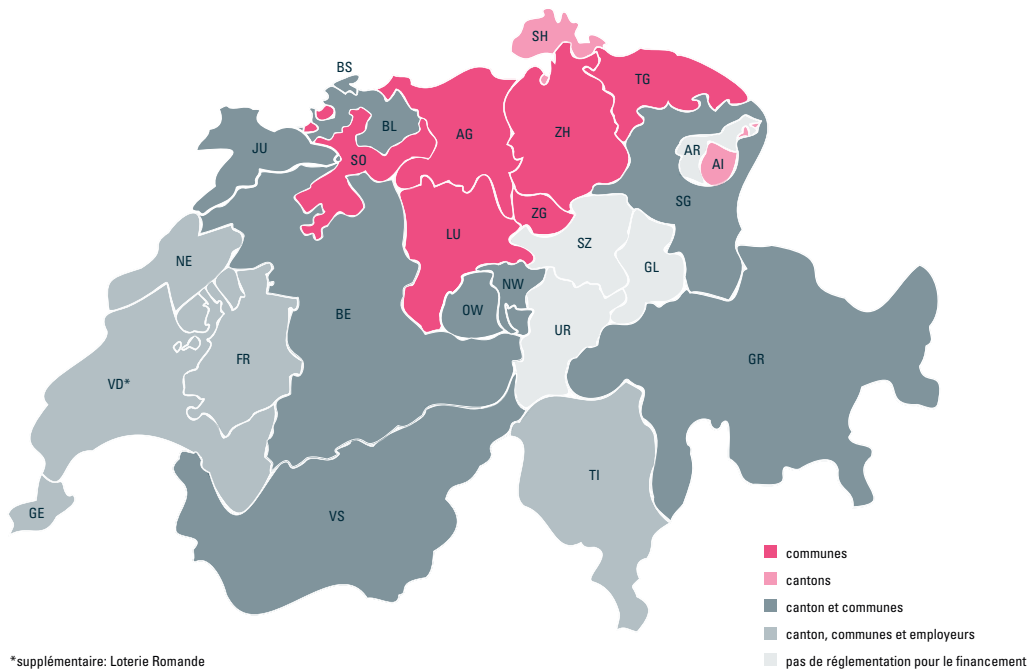 SH
BS
TG
BL
AG
ZH
JU
SO
AR
AI
SG
ZG
LU
SZ
NE
GL
NW
OW
BE
UR
FR
GR
VD*
TI
GE
VS
communes
cantons
canton et communes
canton, communes et employeurs
*supplémentaire: Loterie Romande
pas de réglementation pour le financement